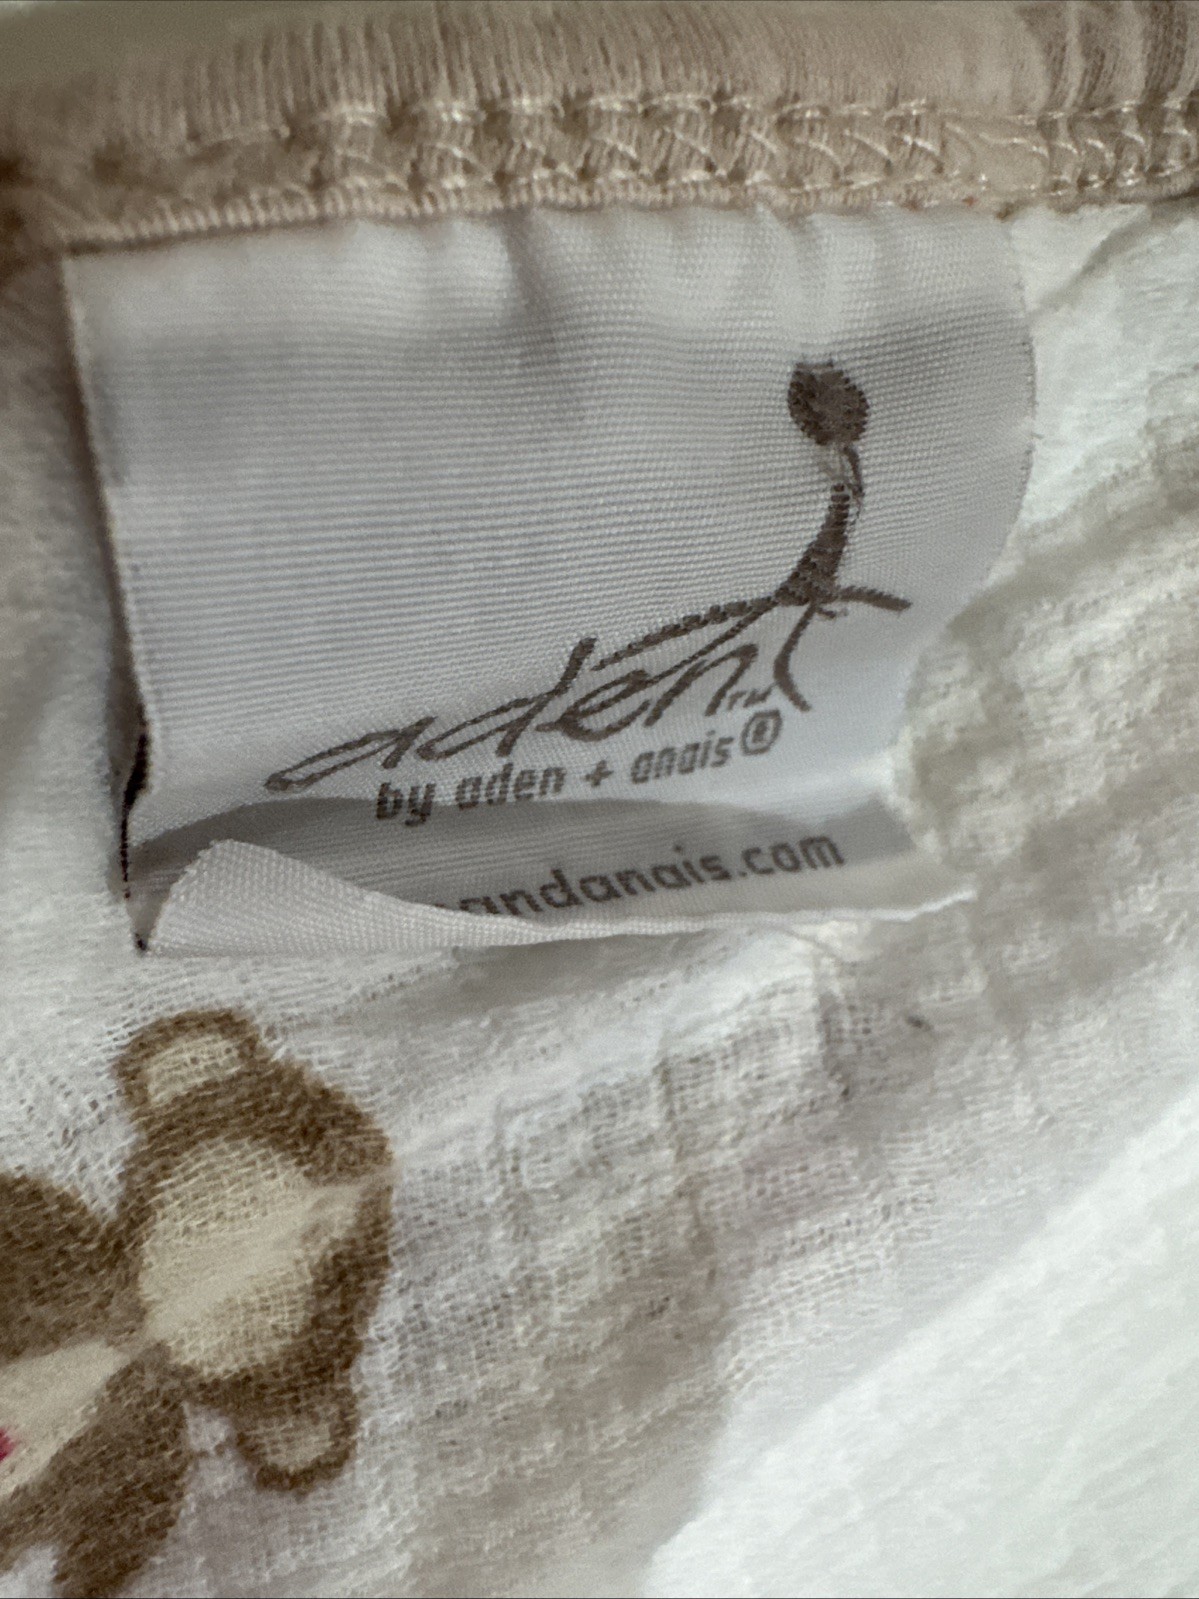 aden™
by aden + anais®
andanais.com